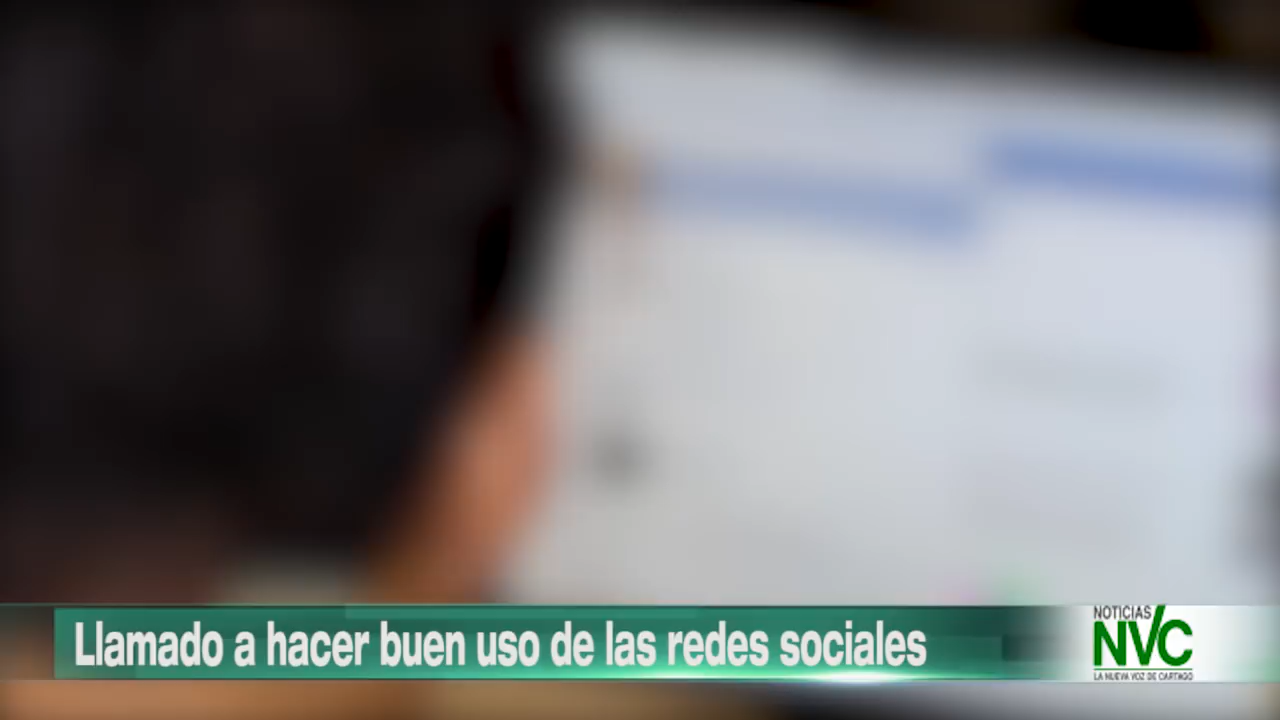 Llamado a hacer buen uso de las redes sociales
NOTICIAS
NVC
LA NUEVA VOZ DE CARTAGO